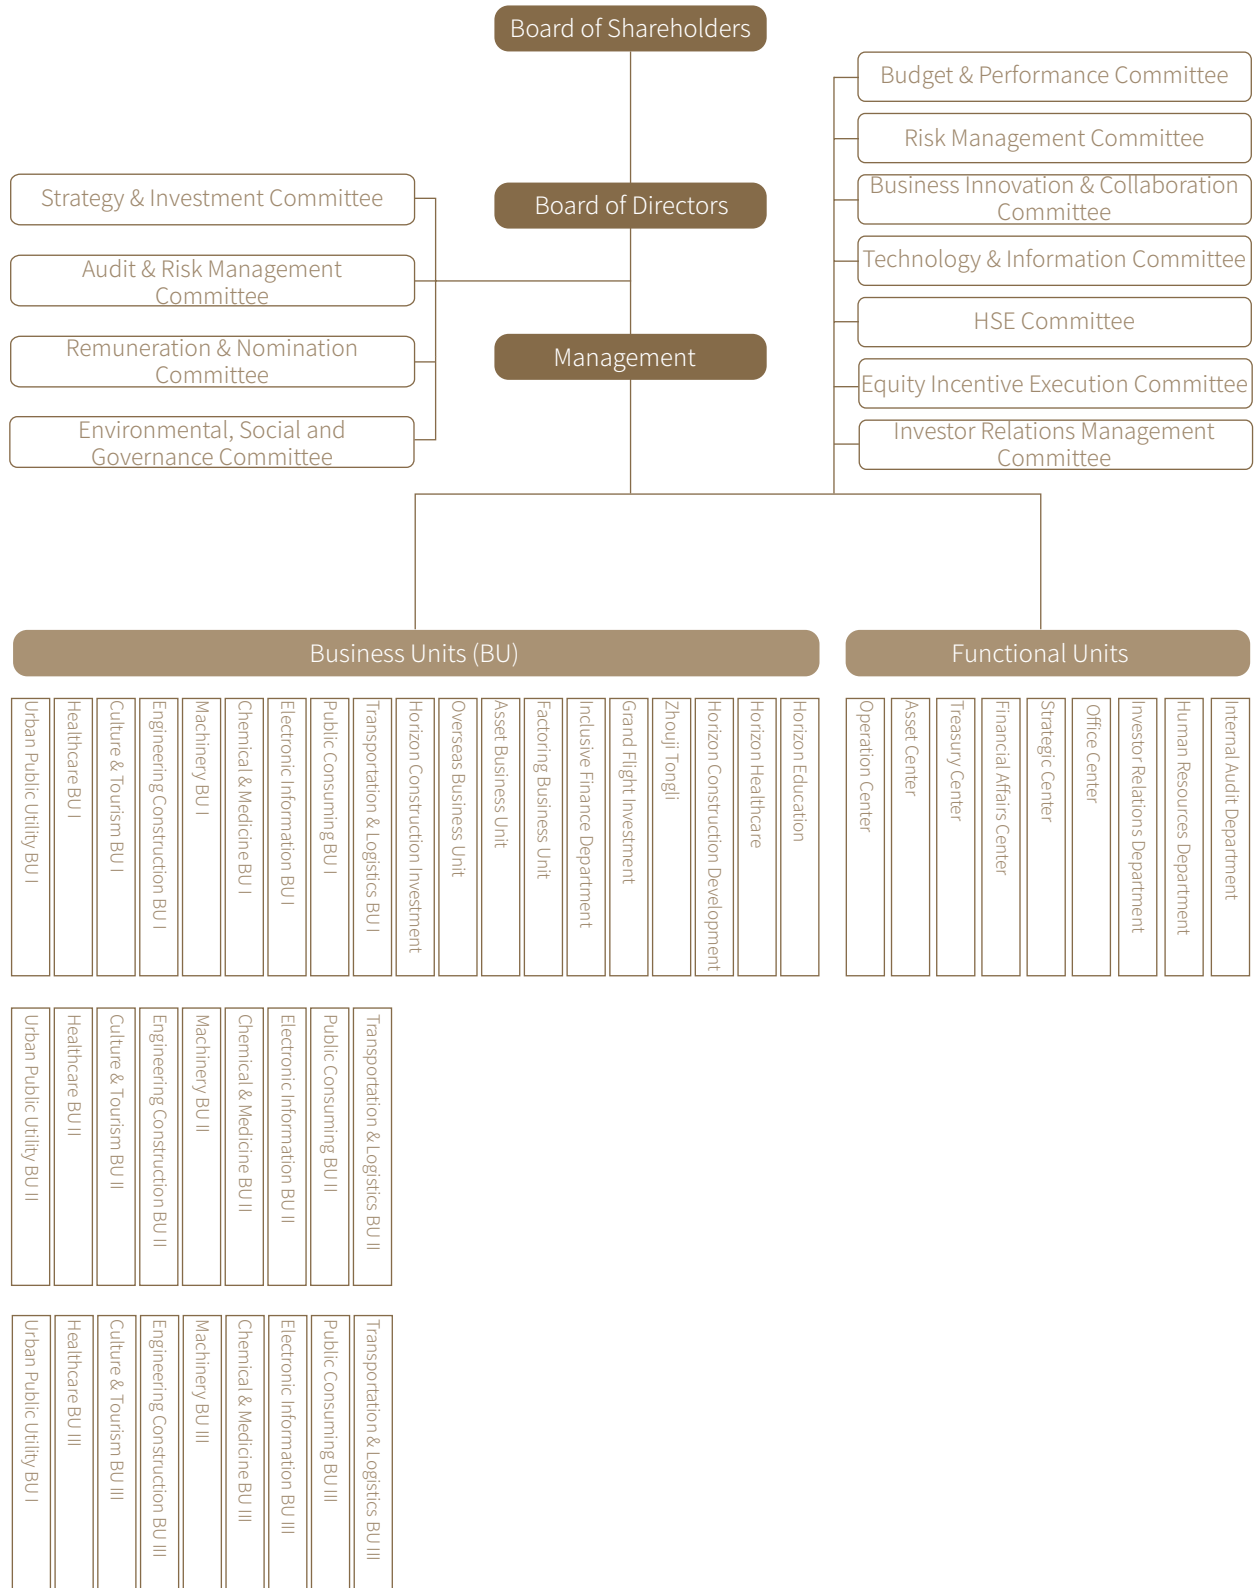 Board of Shareholders
Budget & Performance Committee
Risk Management Committee
Business Innovation & Collaboration
Committee
Technology & Information Committee
HSE Committee
Equity Incentive Execution Committee
Investor Relations Management
Committee
Strategy & Investment Committee
Audit & Risk Management
Committee
Remuneration & Nomination
Committee
Environmental, Social and
Governance Committee
Board of Directors
Management
Business Units (BU)
Functional Units
Urban Public Utility BU I
Healthcare BU I
Culture & Tourism BU I
Engineering Construction BU I
Machinery BU I
Chemical & Medicine BU I
Electronic Information BU I
Public Consuming BU I
Transportation & Logistics BU I
Horizon Construction Investment
Overseas Business Unit
Asset Business Unit
Factoring Business Unit
Inclusive Finance Department
Grand Flight Investment
Zhouji Tongli
Horizon Construction Development
Horizon Healthcare
Horizon Education
Operation Center
Asset Center
Treasury Center
Financial Affairs Center
Strategic Center
Office Center
Investor Relations Department
Human Resources Department
Internal Audit Department
Urban Public Utility BU II
Healthcare BU II
Culture & Tourism BU II
Engineering Construction BU II
Machinery BU II
Chemical & Medicine BU II
Electronic Information BU II
Public Consuming BU II
Transportation & Logistics BU II
Urban Public Utility BU I
Healthcare BU III
Culture & Tourism BU III
Engineering Construction BU III
Machinery BU III
Chemical & Medicine BU III
Electronic Information BU III
Public Consuming BU III
Transportation & Logistics BU III